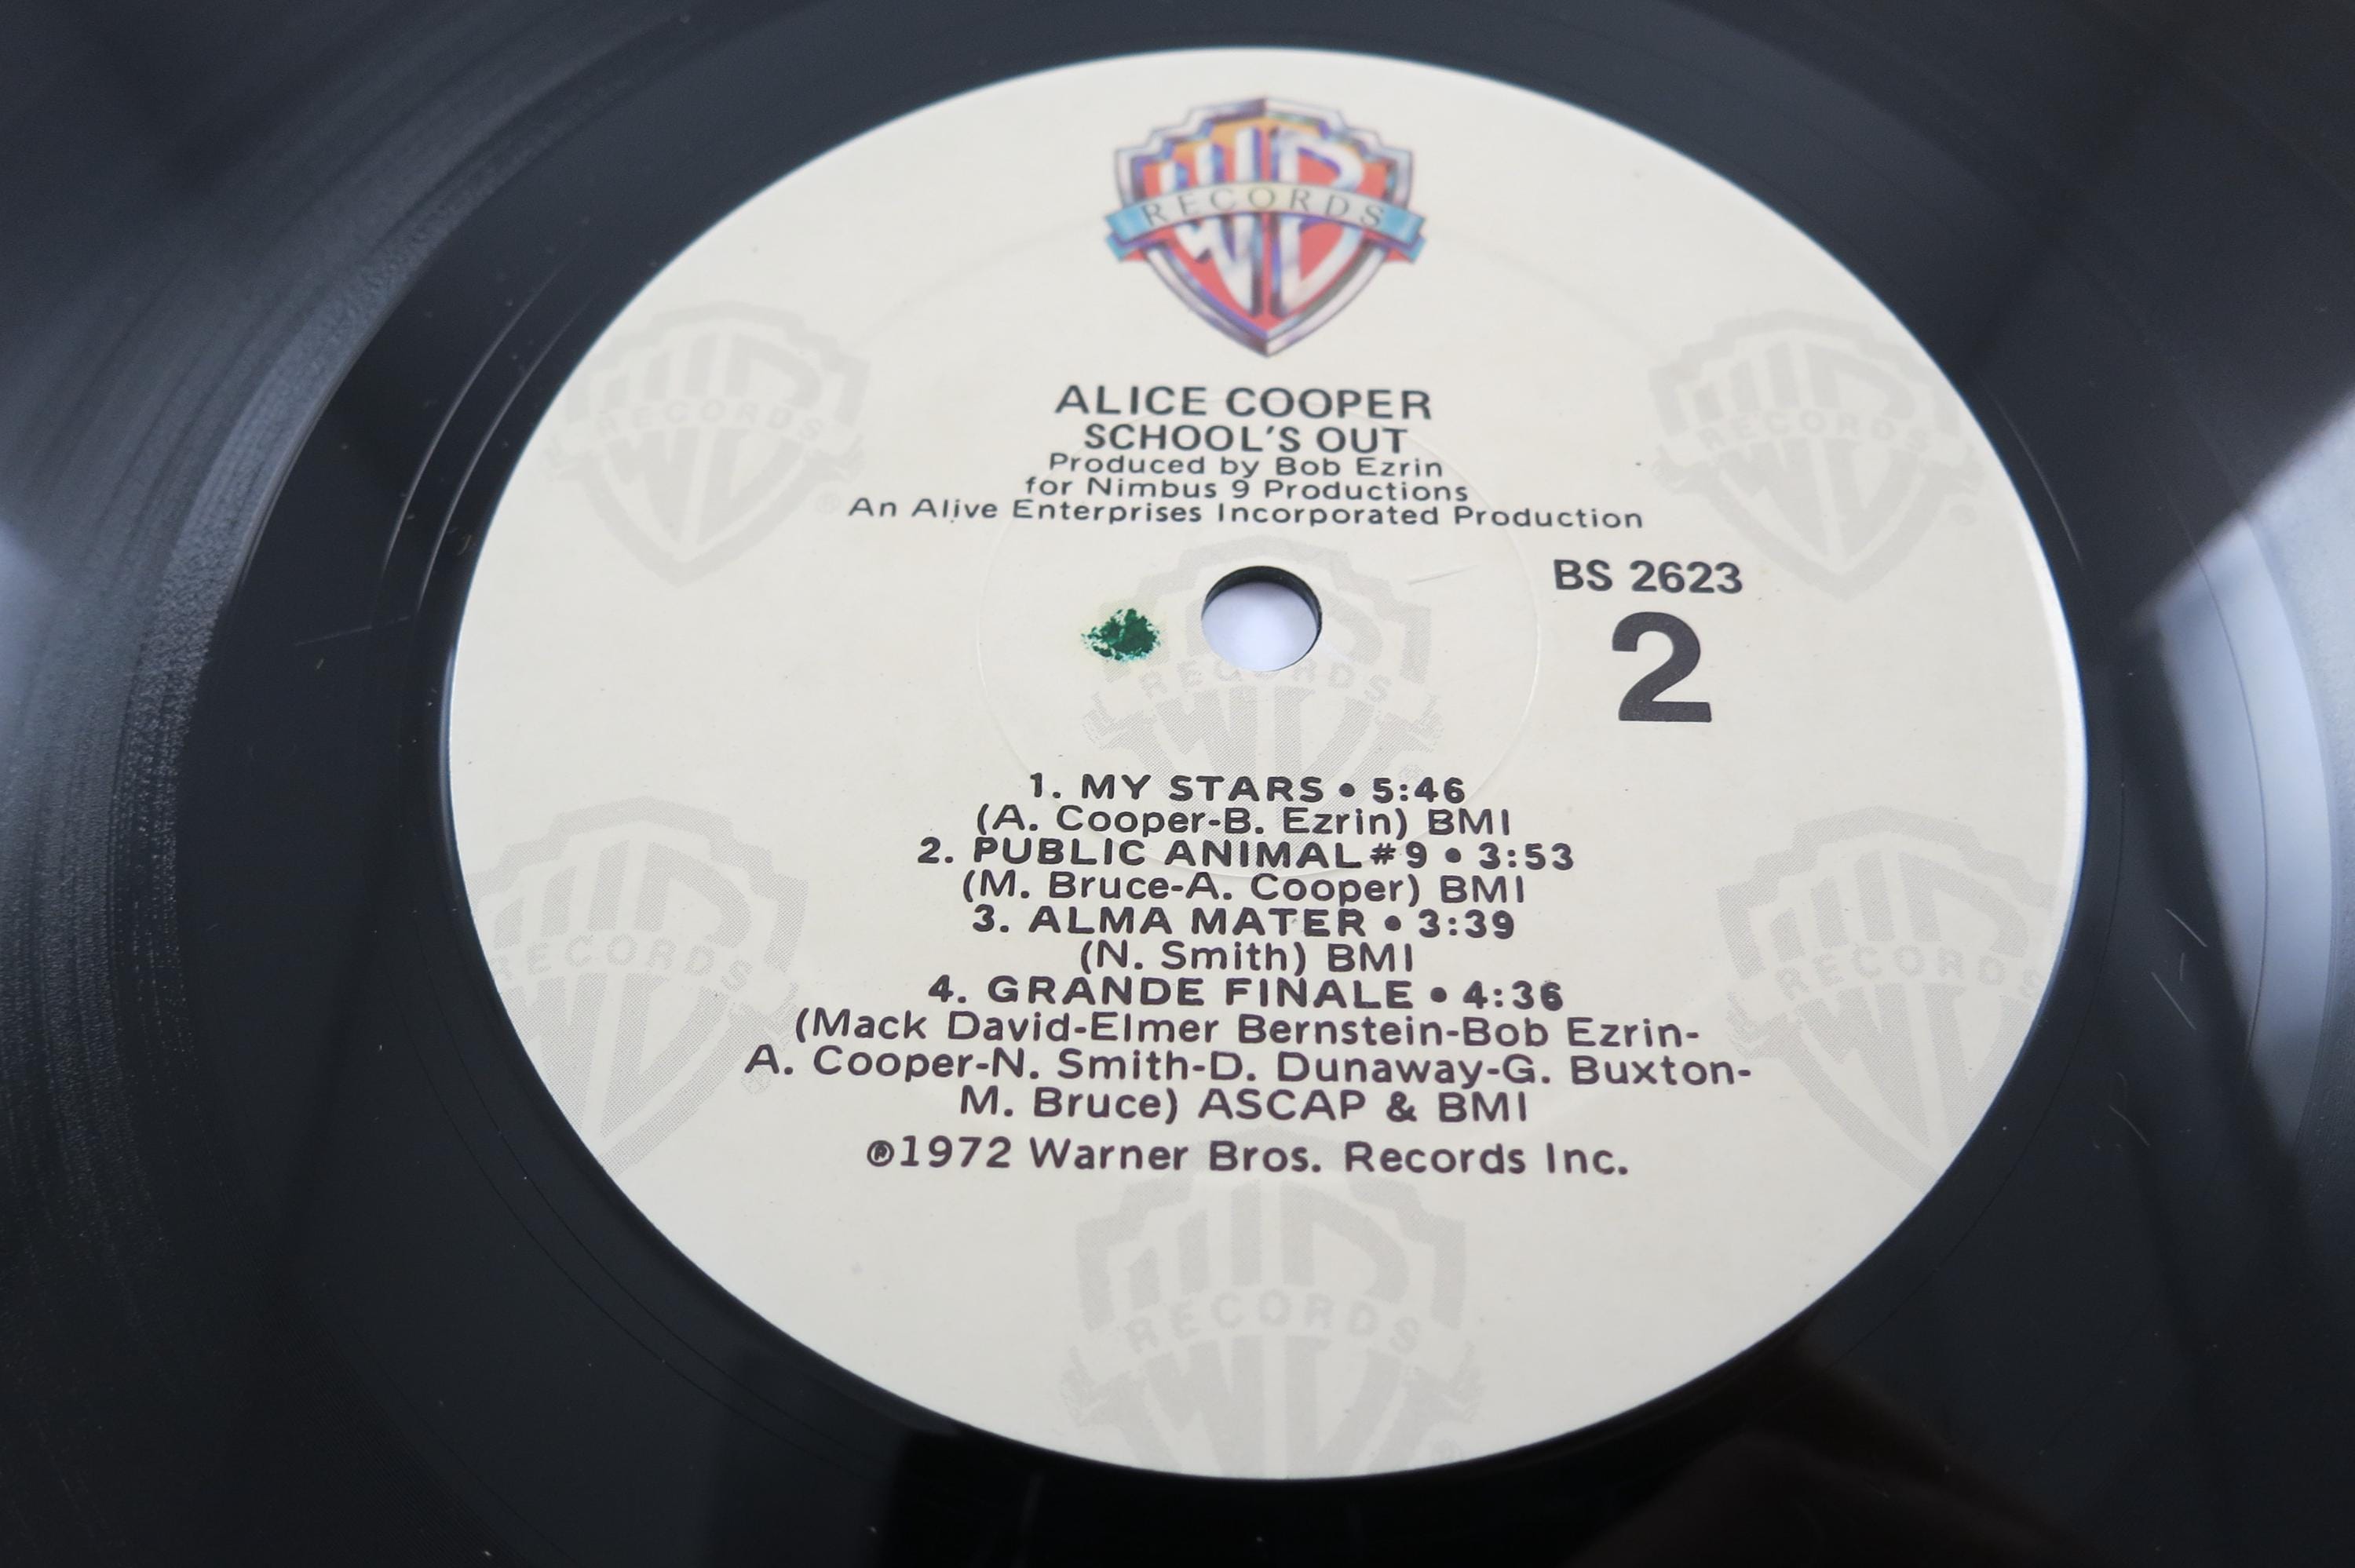 WB
RECORDS
ALICE COOPER
SCHOOL'S OUT
Produced by Bob Ezrin
for Nimbus 9 Productions
An Alive Enterprises Incorporated Production
BS 2623
2
1. MY STARS • 5:46
(A. Cooper-B. Ezrin) BMI
2. PUBLIC ANIMAL #9 • 3:53
(M. Bruce-A. Cooper) BMI
3. ALMA MATER • 3:39
(N. Smith) BMI
4. GRANDE FINALE • 4:36
(Mack David-Elmer Bernstein-Bob Ezrin-
A. Cooper-N. Smith-D. Dunaway-G. Buxton-
M. Bruce) ASCAP & BMI
℗1972 Warner Bros. Records Inc.